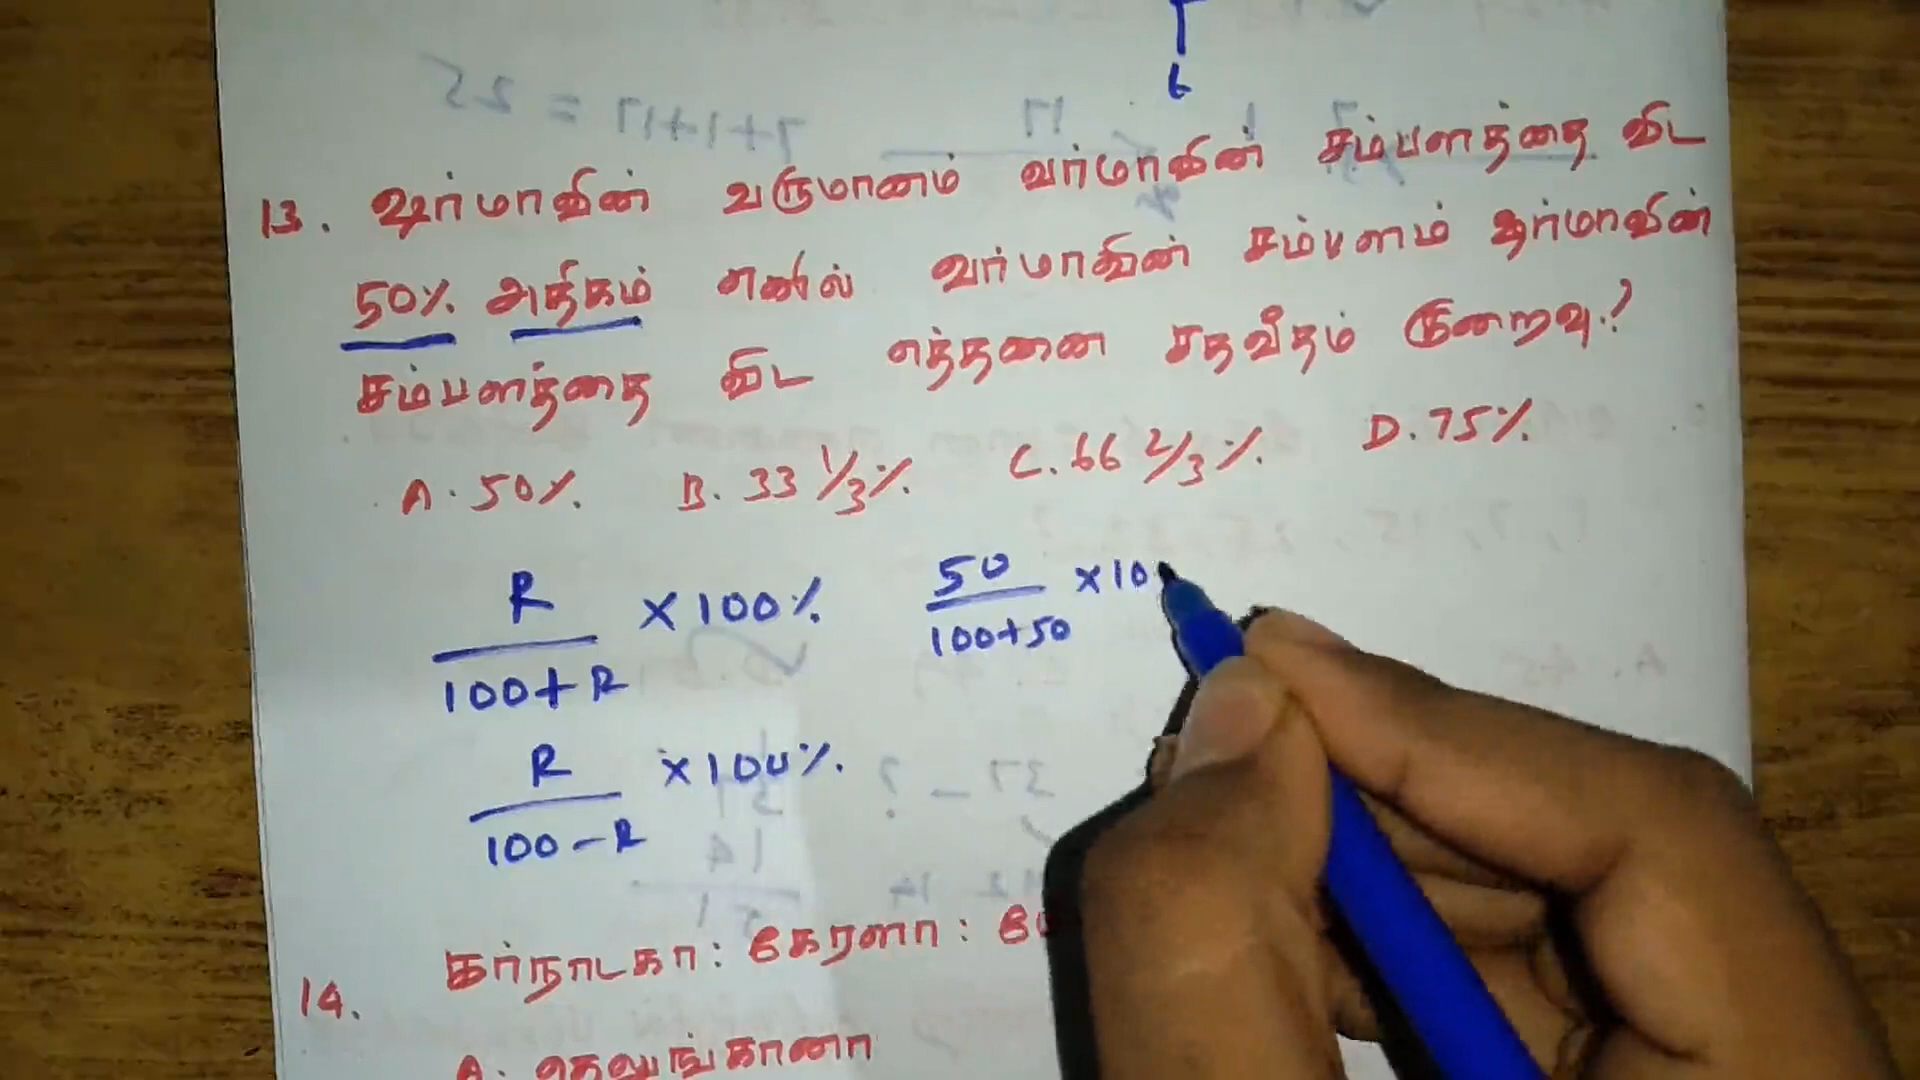 6
13. ஷர்மாவின் வருமானம் வர்மாவின் சம்பளத்தை விட
50% அதிகம் எனில் வர்மாவின் சம்பளம் ஷர்மாவின்
சம்பளத்தை விட எத்தனை சதவீதம் குறைவு?
A. 50% B. 33 1/3% C. 66 2/3% D. 75%
R/100+R × 100% 50/100+50 × 10
R/100-R × 100%
14. கர்நாடகா : கேரளா :
A. தெலுங்கானா